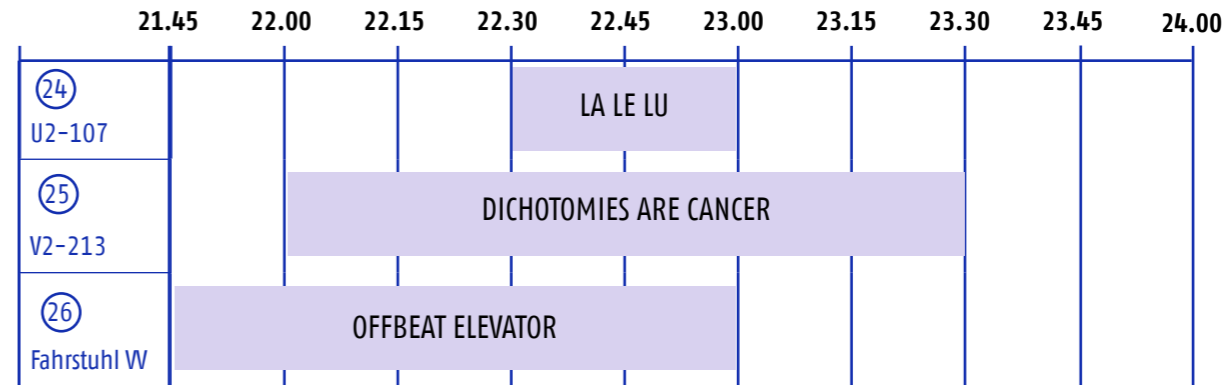 21.45 22.00 22.15 22.30 22.45 23.00 23.15 23.30 23.45 24.00
24
U2-107
LA LE LU
25
V2-213
DICHOTOMIES ARE CANCER
26
Fahrstuhl VV
OFFBEAT ELEVATOR